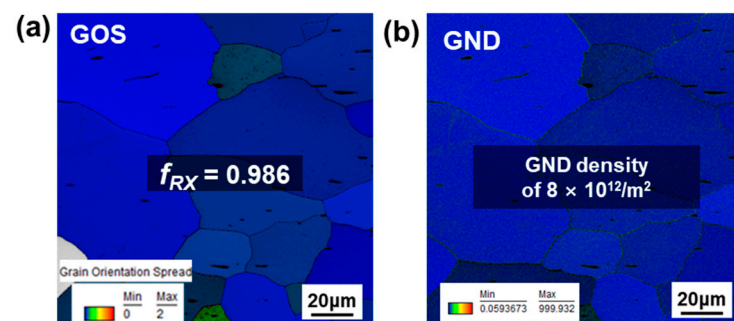 (a)
GOS
fRX = 0.986
Grain Orientation Spread
Min Max
0 2
20μm
(b)
GND
GND density
of 8 × 10¹²/m²
Min Max
0.0593673 999.932
20μm